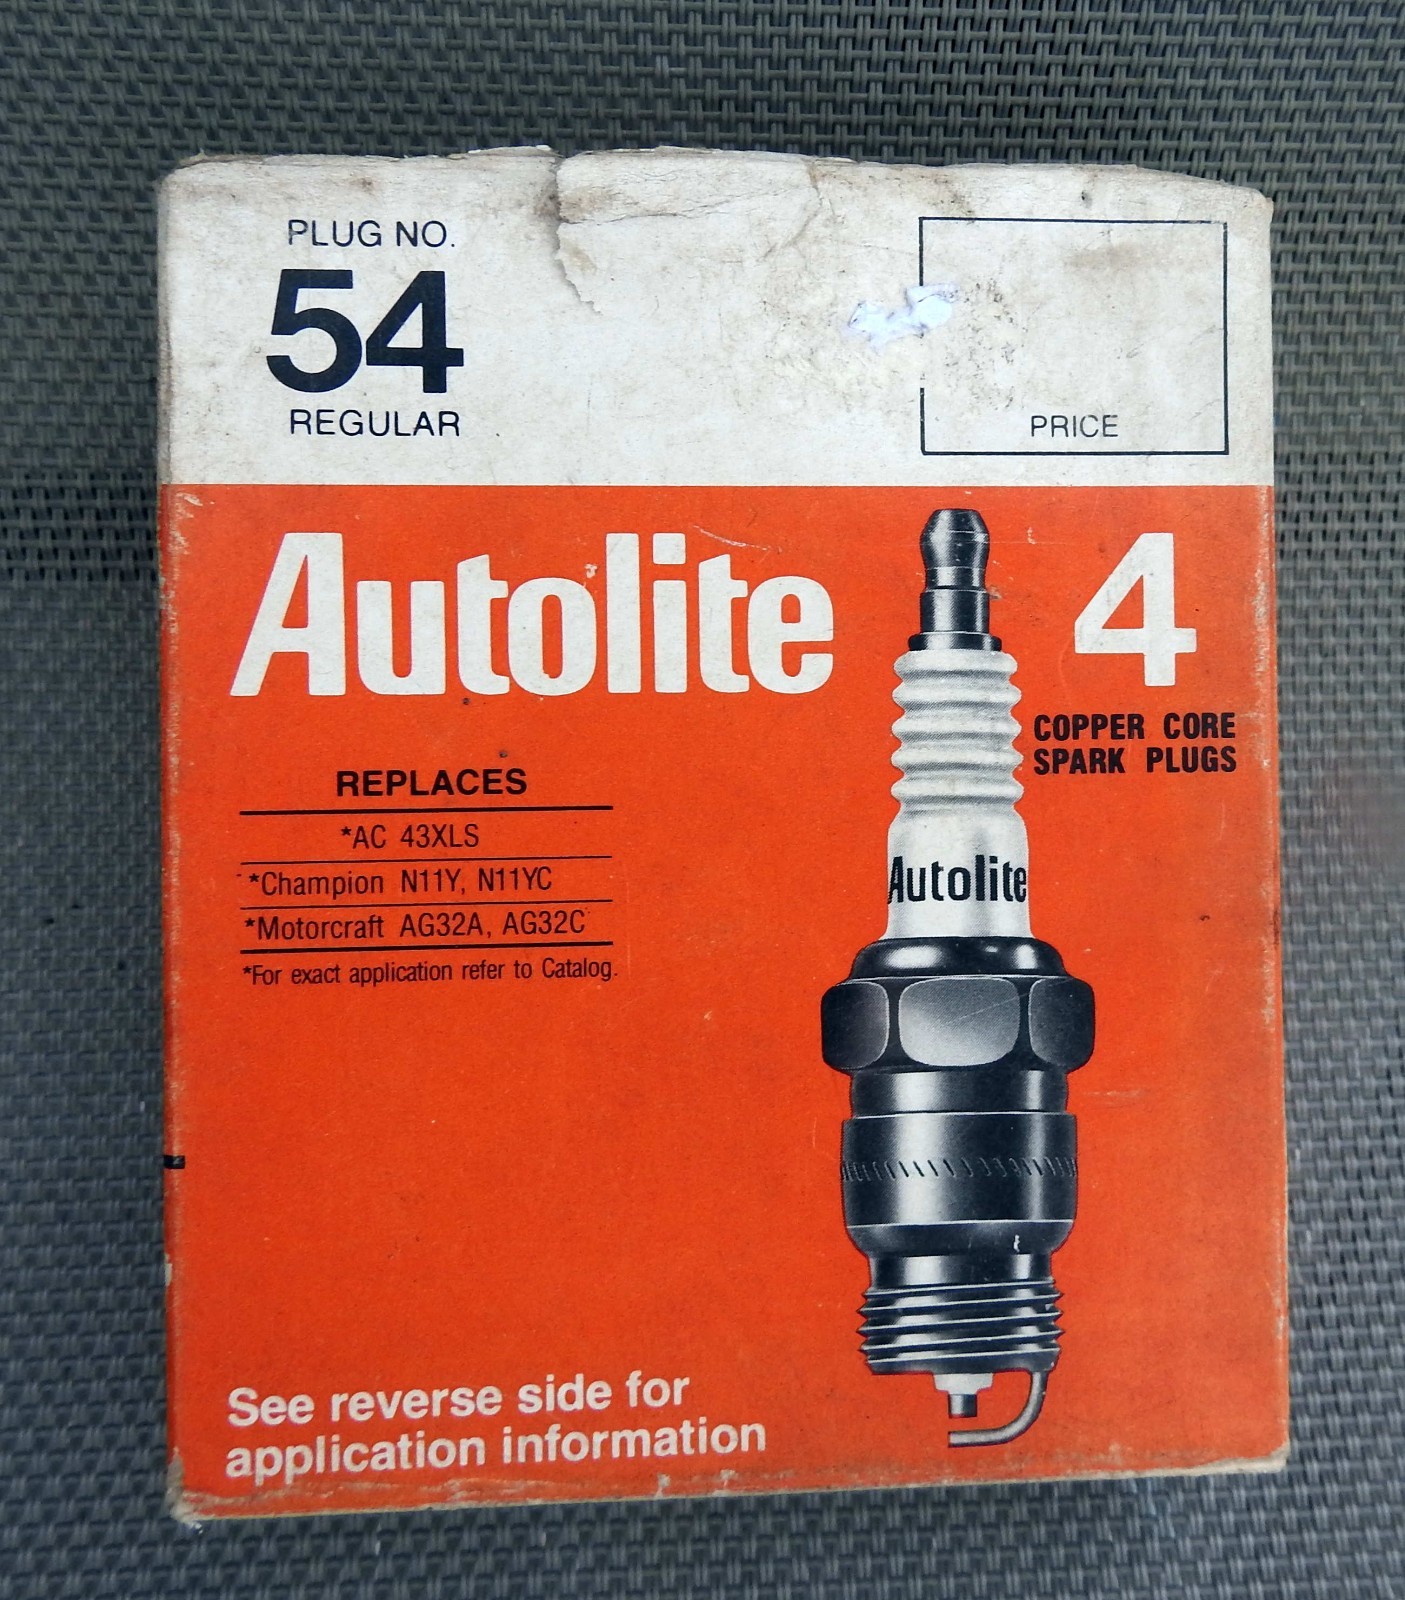 PLUG NO.
54
REGULAR
PRICE
Autolite
4
COPPER CORE
SPARK PLUGS
REPLACES
*AC 43XLS
*Champion N11Y, N11YC
*Motorcraft AG32A, AG32C
*For exact application refer to Catalog.
Autolite
See reverse side for
application information